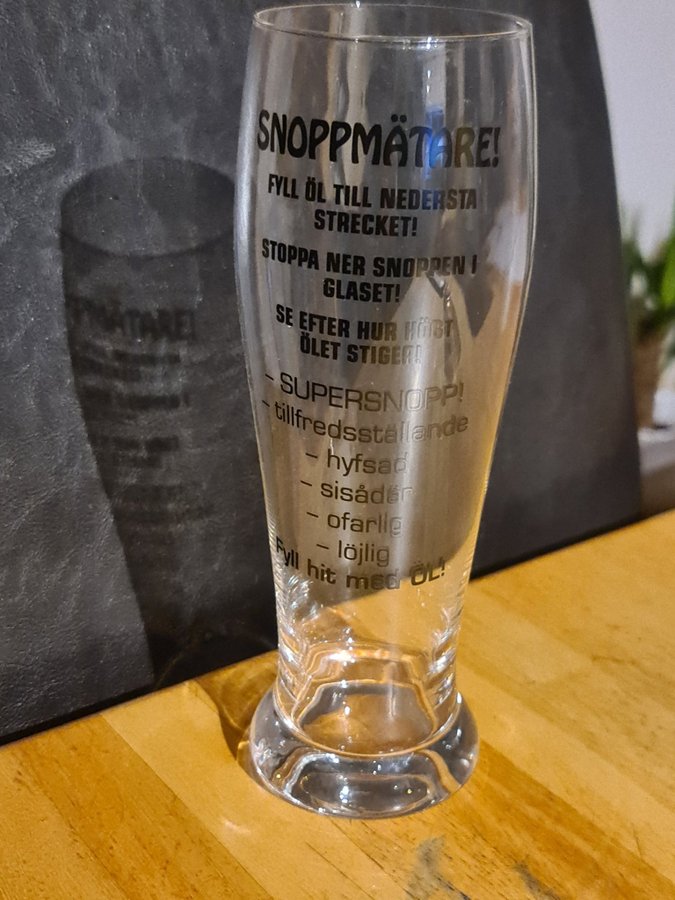 SNOPPMÄTARE!
FYLL ÖL TILL NEDERSTA
STRECKET!
STOPPA NER SNOPPEN I
GLASET!
SE EFTER HUR HÖGT
ÖLET STIGER!
– SUPERSNOPP!
– tillfredsställande
– hyfsad
– sisådär
– ofarlig
– löjlig
Fyll hit med ÖL!